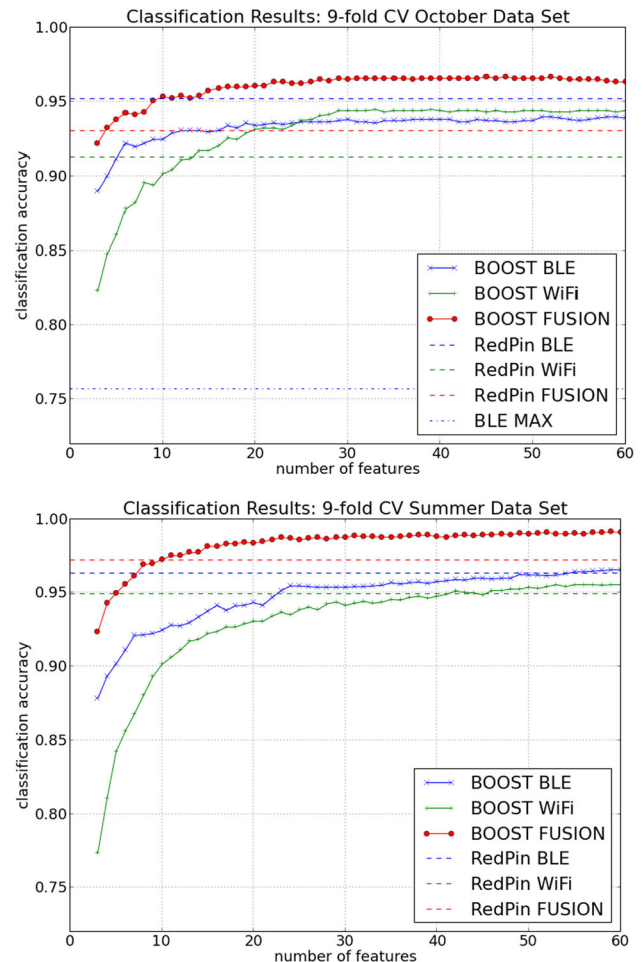 Classification Results: 9-fold CV October Data Set
1.00
0.95
0.90
0.85
0.80
0.75
classification accuracy
BOOST BLE
BOOST WiFi
BOOST FUSION
RedPin BLE
RedPin WiFi
RedPin FUSION
BLE MAX
0 10 20 30 40 50 60
number of features
Classification Results: 9-fold CV Summer Data Set
1.00
0.95
0.90
0.85
0.80
0.75
classification accuracy
BOOST BLE
BOOST WiFi
BOOST FUSION
RedPin BLE
RedPin WiFi
RedPin FUSION
0 10 20 30 40 50 60
number of features